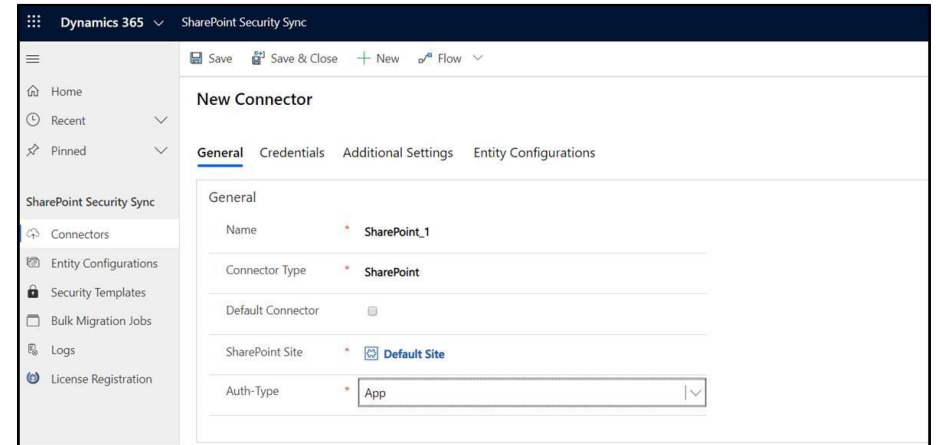 Dynamics 365 SharePoint Security Sync
Save Save & Close New Flow
Home
Recent
Pinned
SharePoint Security Sync
Connectors
Entity Configurations
Security Templates
Bulk Migration Jobs
Logs
License Registration
New Connector
General Credentials Additional Settings Entity Configurations
General
Name * SharePoint_1
Connector Type * SharePoint
Default Connector
SharePoint Site * Default Site
Auth-Type * App